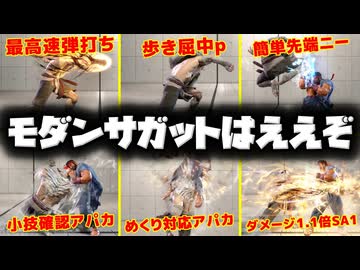 最高速弾打ち
歩き屈中p
簡単先端ニー
モダンサガットはええぞ
小技確認アパカ
めくり対応アパカ
ダメージ1.1倍SA1